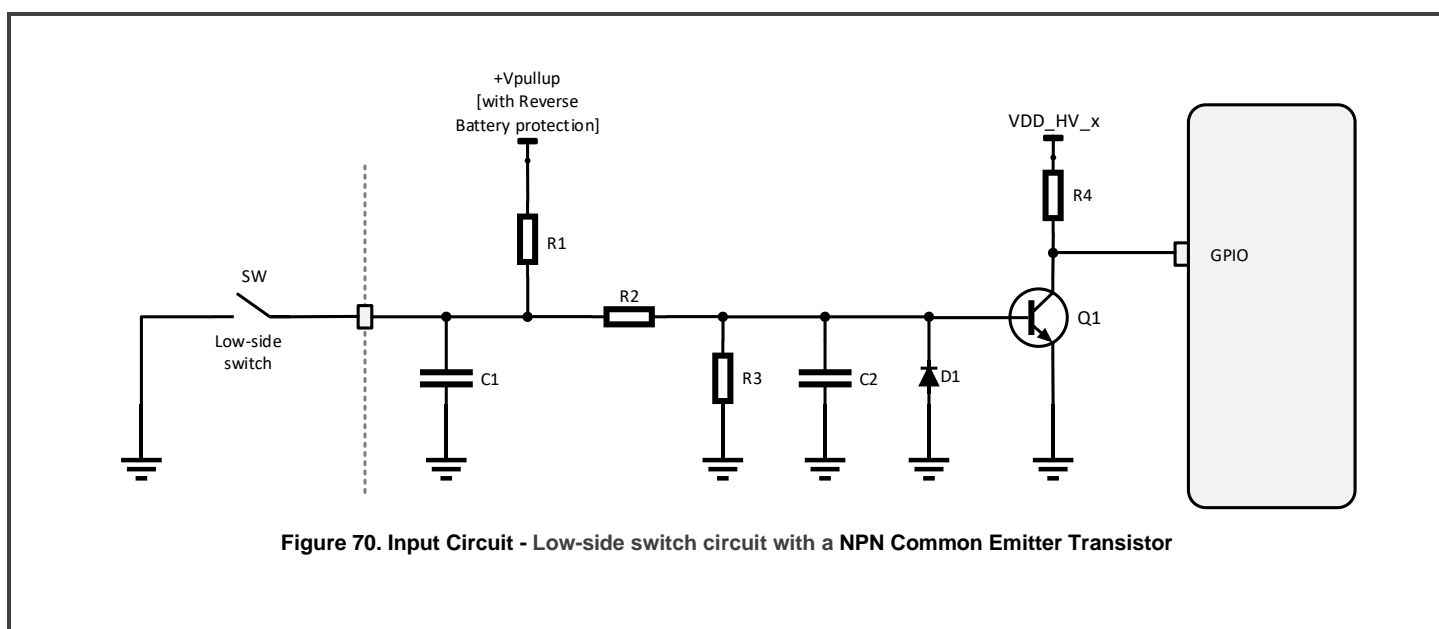 +Vpullup
[with Reverse
Battery protection]
VDD_HV_x
R4
R1
GPIO
SW
R2
Q1
Low-side
switch
C1
R3
C2
D1
Figure 70. Input Circuit - Low-side switch circuit with a NPN Common Emitter Transistor